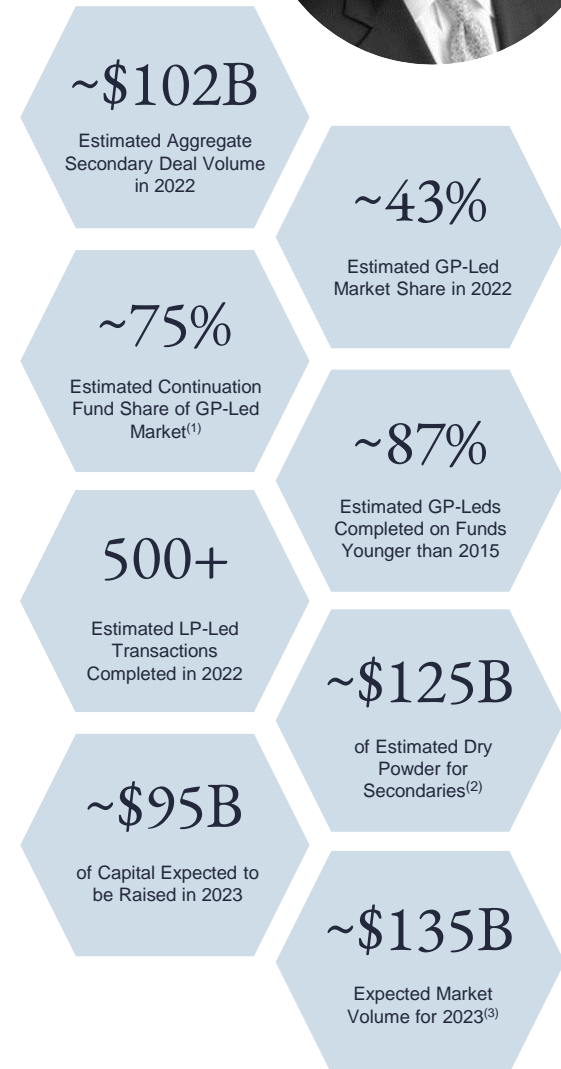 ~$102B
Estimated Aggregate
Secondary Deal Volume
in 2022
~43%
Estimated GP-Led
Market Share in 2022
~75%
Estimated Continuation
Fund Share of GP-Led
Market(1)
~87%
Estimated GP-Leds
Completed on Funds
Younger than 2015
500+
Estimated LP-Led
Transactions
Completed in 2022
~$125B
of Estimated Dry
Powder for
Secondaries(2)
~$95B
of Capital Expected to
be Raised in 2023
~$135B
Expected Market
Volume for 2023(3)